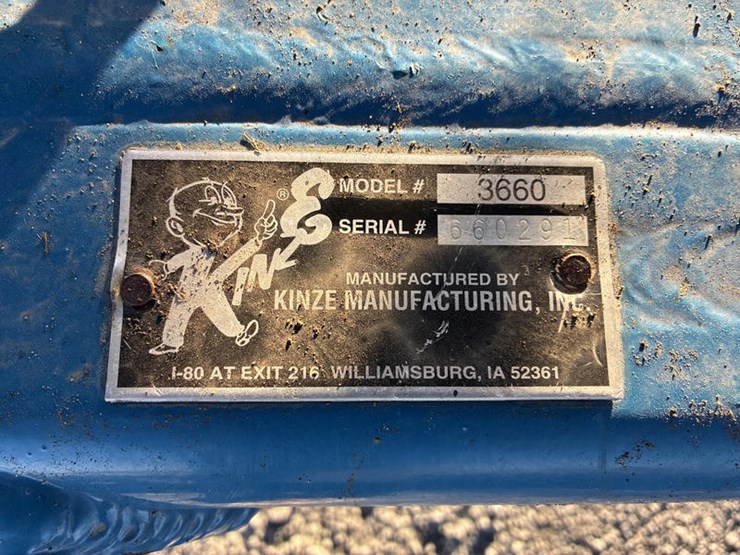 KINZE ®
MODEL # 3660
SERIAL # 660291
MANUFACTURED BY
KINZE MANUFACTURING, INC.
I-80 AT EXIT 216 WILLIAMSBURG, IA 52361